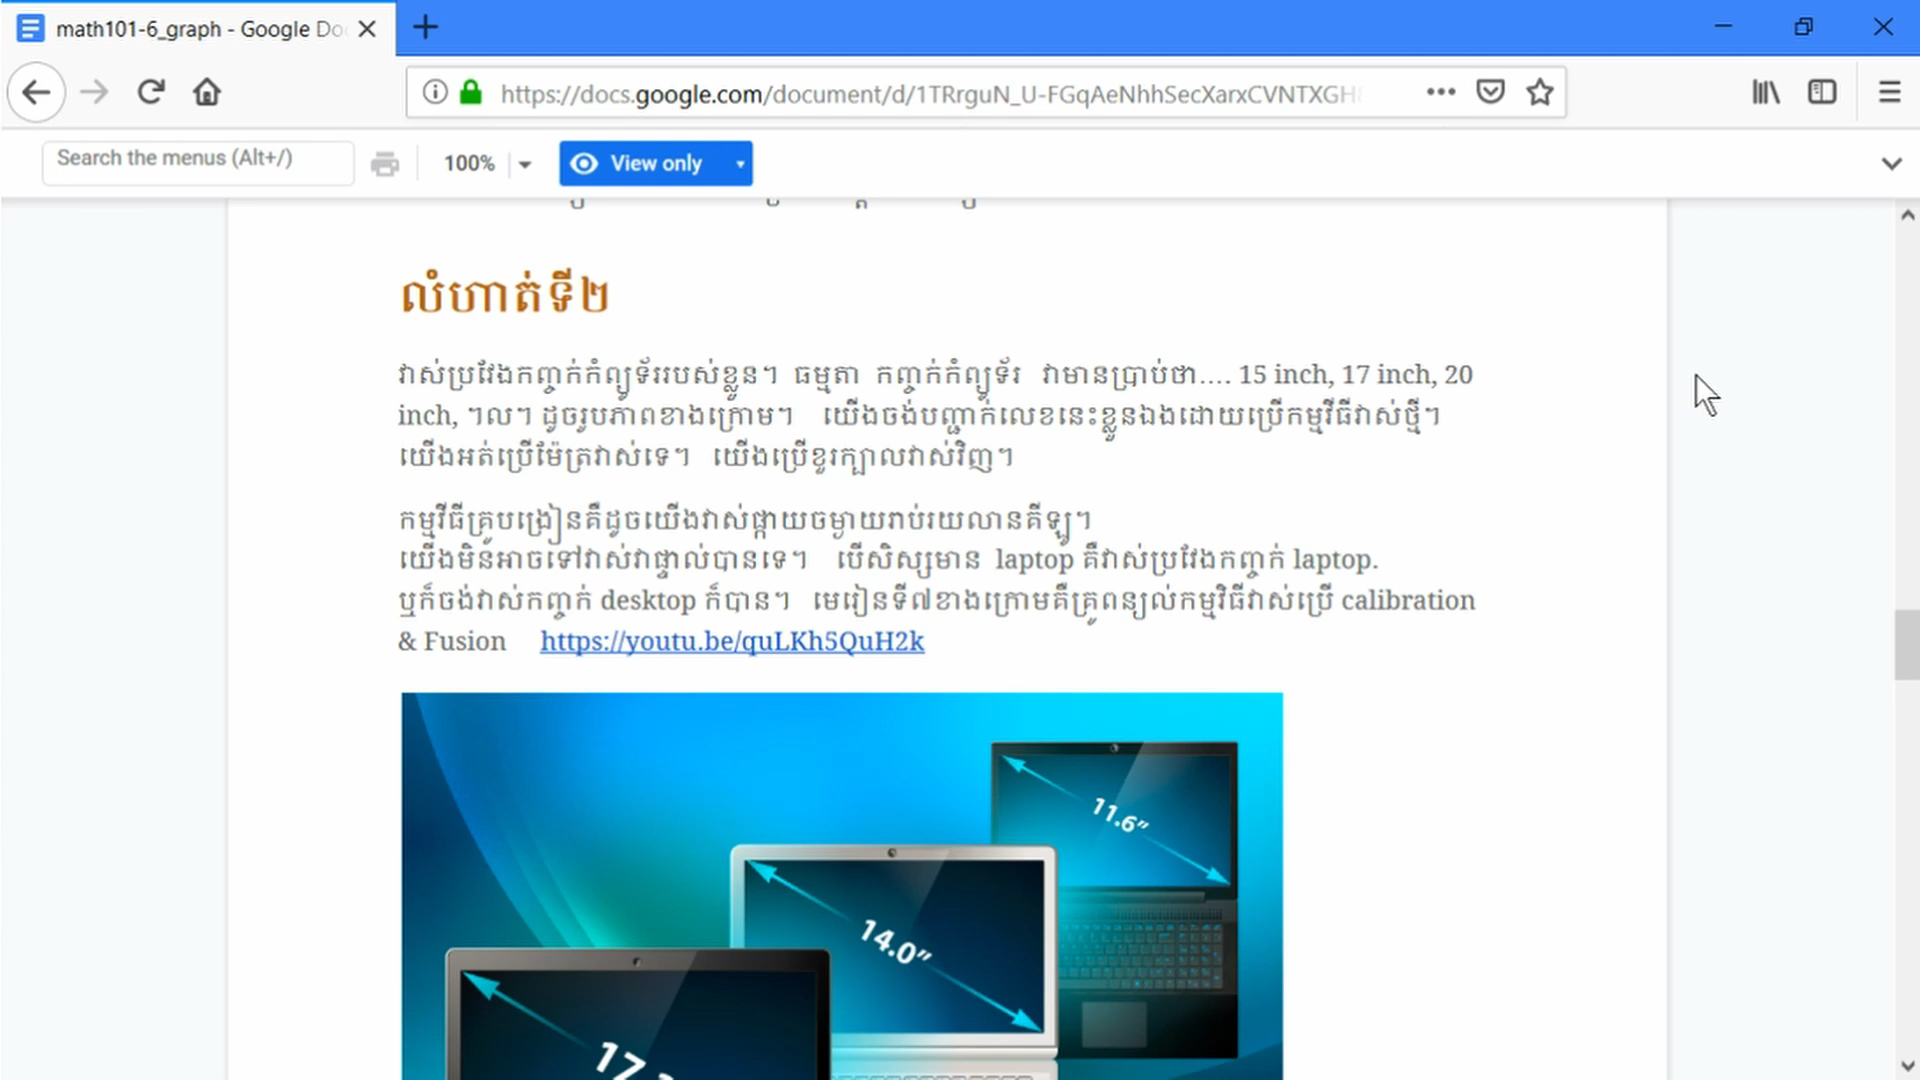 math101-6_graph - Google Do
https://docs.google.com/document/d/1TRrguN_U-FGqAeNhhSecXarxCVNTXGH
Search the menus (Alt+/)
100%
View only
លំហាត់ទី២
វាស់ប្រវែងកញ្ចក់កំព្យូទ័ររបស់ខ្លួន។ ធម្មតា កញ្ចក់កំព្យូទ័រ វាមានប្រាប់ថា.... 15 inch, 17 inch, 20
inch, ។ល។ ដូចរូបភាពខាងក្រោម។ យើងចង់បញ្ជាក់លេខនេះខ្លួនឯងដោយប្រើកម្មវីធីវាស់ថ្មី។
យើងអត់ប្រើម៉ែត្រវាស់ទេ។ យើងប្រើខួរក្បាលវាស់វិញ។
កម្មវីធីគ្រូបង្រៀនគឺដូចយើងវាស់ផ្កាយចម្ងាយរាប់រយលានគីឡូ។
យើងមិនអាចទៅវាស់វាផ្ទាល់បានទេ។ បើសិស្សមាន laptop គឺវាស់ប្រវែងកញ្ចក់ laptop.
ឬក៏ចង់វាស់កញ្ចក់ desktop ក៏បាន។ មេរៀនទី៧ខាងក្រោមគឺគ្រូពន្យល់កម្មវិធីវាស់ប្រើ calibration
& Fusion https://youtu.be/quLKh5QuH2k
11.6”
14.0”